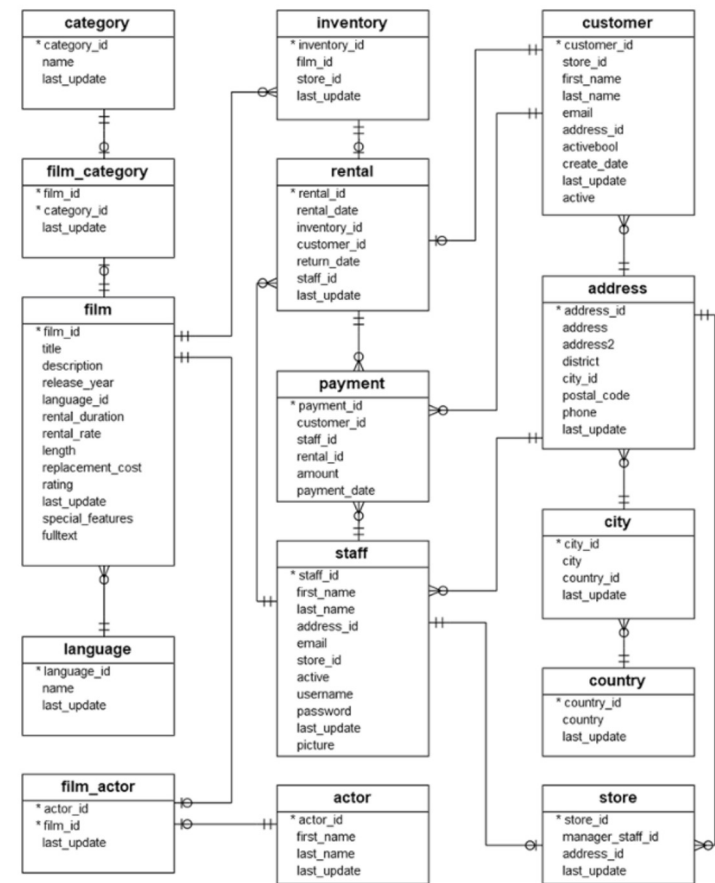 category
* category_id
name
last_update
film_category
* film_id
* category_id
last_update
film
* film_id
title
description
release_year
language_id
rental_duration
rental_rate
length
replacement_cost
rating
last_update
special_features
fulltext
language
* language_id
name
last_update
film_actor
* actor_id
* film_id
last_update
inventory
* inventory_id
film_id
store_id
last_update
rental
* rental_id
rental_date
inventory_id
customer_id
return_date
staff_id
last_update
payment
* payment_id
customer_id
staff_id
rental_id
amount
payment_date
staff
* staff_id
first_name
last_name
address_id
email
store_id
active
username
password
last_update
picture
actor
* actor_id
first_name
last_name
last_update
customer
* customer_id
store_id
first_name
last_name
email
address_id
activebool
create_date
last_update
active
address
* address_id
address
address2
district
city_id
postal_code
phone
last_update
city
* city_id
city
country_id
last_update
country
* country_id
country
last_update
store
* store_id
manager_staff_id
address_id
last_update